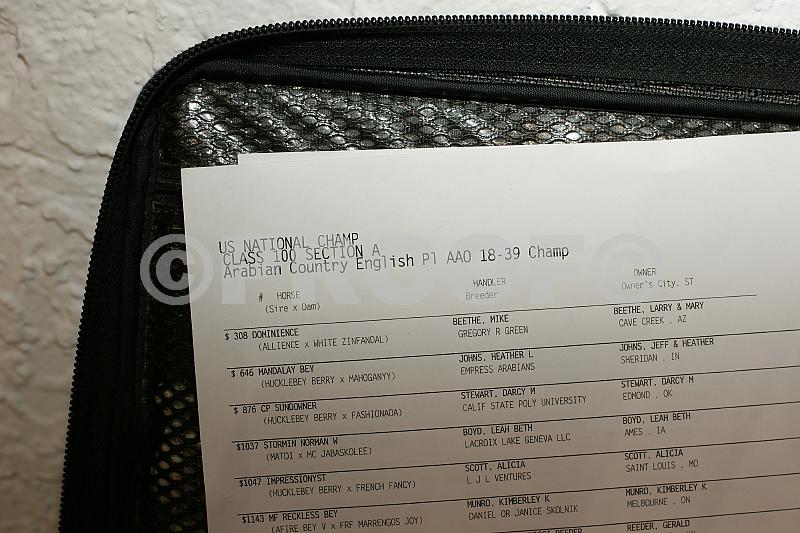 US NATIONAL CHAMP
CLASS 100 SECTION A
Arabian Country English Pl AAO 18-39 Champ
# HORSE HANDLER OWNER
(Sire x Dam) Breeder Owner's City, ST
$ 308 DOMINIENCE BEETHE, MIKE BEETHE, LARRY & MARY
(ALLIENCE x WHITE ZINFANDAL) GREGORY R GREEN CAVE CREEK , AZ
$ 646 MANDALAY BEY JOHNS, HEATHER L JOHNS, JEFF & HEATHER
(HUCKLEBEY BERRY x MAHOGANYY) EMPRESS ARABIANS SHERIDAN , IN
$ 876 CP SUNDOWNER STEWART, DARCY M STEWART, DARCY M
(HUCKLEBEY BERRY x FASHIONADA) CALIF STATE POLY UNIVERSITY EDMOND , OK
$1037 STORMIN NORMAN W BOYD, LEAH BETH BOYD, LEAH BETH
(MATOI x MC JABASKOLEE) LACROIX LAKE GENEVA LLC AMES , IA
$1047 IMPRESSIONYST SCOTT, ALICIA SCOTT, ALICIA
(HUCKLEBEY BERRY x FRENCH FANCY) L J L VENTURES SAINT LOUIS , MO
$1143 MF RECKLESS BEY MUNRO, KIMBERLEY K MUNRO, KIMBERLEY K
(AFIRE BEY V x FRF MARRENGOS JOY) DANIEL OR JANICE SKOLNIK MELBOURNE , ON
REEDER, GERALD